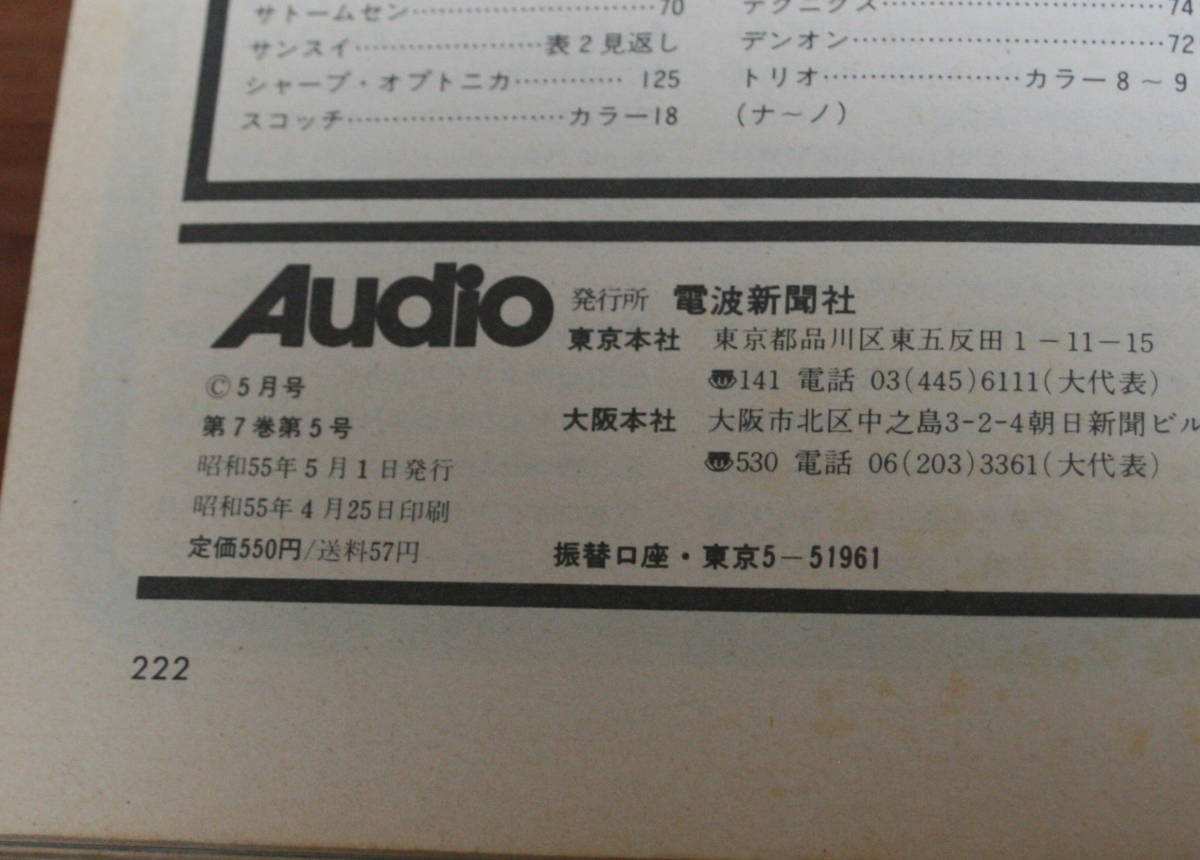 サトームセン……………………70
サンスイ………………表２見返し
シャープ・オプトニカ………… 125
スコッチ…………………カラー18
テクニクス………………………74
デンオン…………………………72
トリオ………………カラー８～９
（ナ～ノ）
Audio
©５月号
第７巻第５号
昭和55年５月１日発行
昭和55年４月25日印刷
定価550円/送料57円
発行所 電波新聞社
東京本社 東京都品川区東五反田１−11−15
〠141 電話 03(445)6111(大代表)
大阪本社 大阪市北区中之島3-2-4朝日新聞ビル
〠530 電話 06(203)3361(大代表)
振替口座・東京5−51961
222